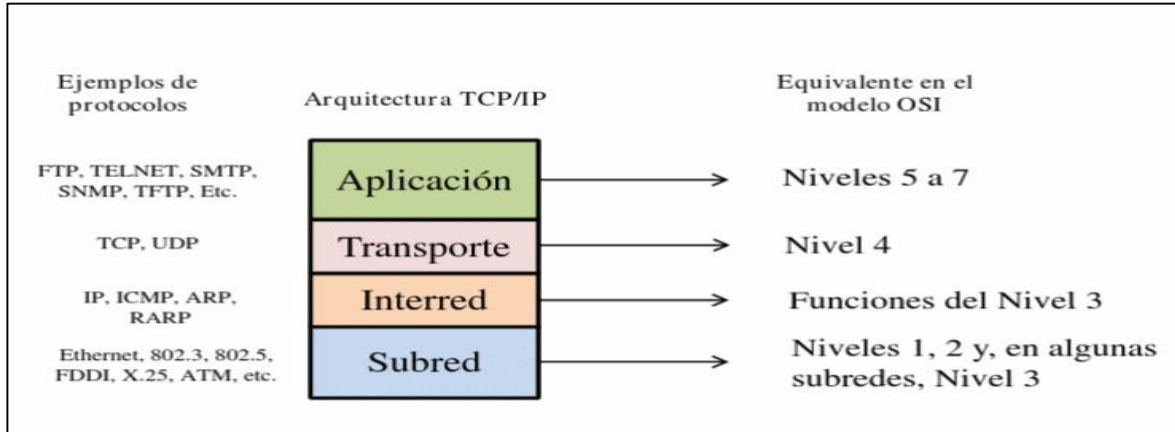 Ejemplos de
protocolos
Arquitectura TCP/IP
Equivalente en el
modelo OSI
FTP, TELNET, SMTP,
SNMP, TFTP, Etc.
Aplicación
Niveles 5 a 7
TCP, UDP
Transporte
Nivel 4
IP, ICMP, ARP,
RARP
Interred
Funciones del Nivel 3
Ethernet, 802.3, 802.5,
FDDI, X.25, ATM, etc.
Subred
Niveles 1, 2 y, en algunas
subredes, Nivel 3